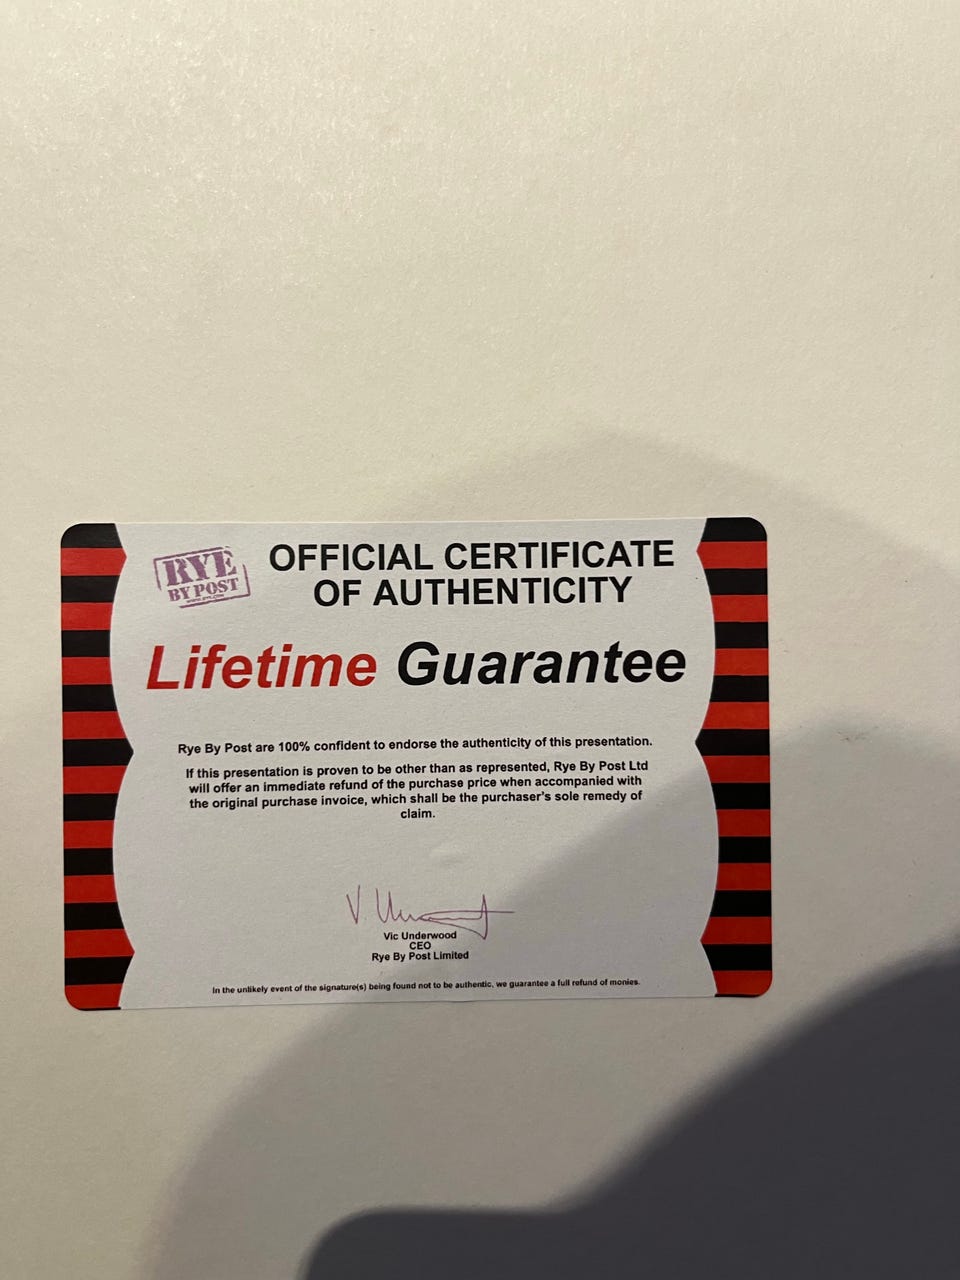 RYE
BY POST
OFFICIAL CERTIFICATE
OF AUTHENTICITY
Lifetime Guarantee
Rye By Post are 100% confident to endorse the authenticity of this presentation.
If this presentation is proven to be other than as represented, Rye By Post Ltd
will offer an immediate refund of the purchase price when accompanied with
the original purchase invoice, which shall be the purchaser's sole remedy of
claim.
V. Underwood
Vic Underwood
CEO
Rye By Post Limited
In the unlikely event of the signature(s) being found not to be authentic, we guarantee a full refund of monies.